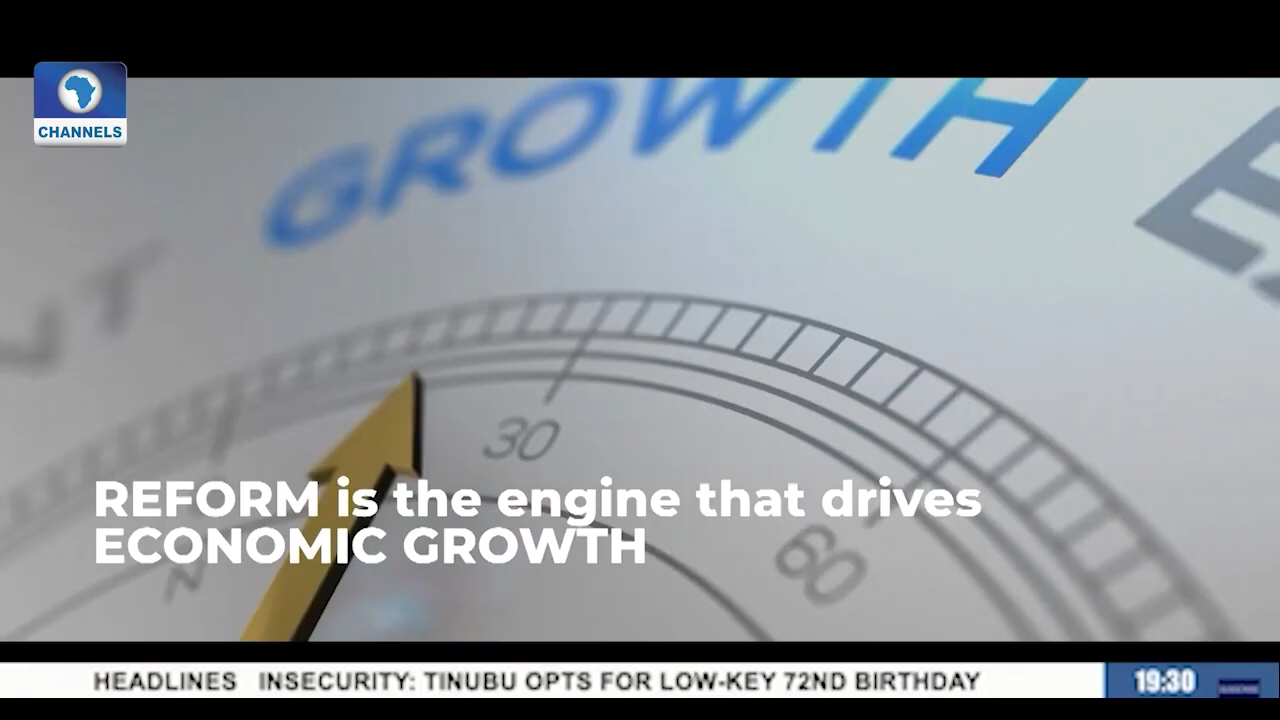 CHANNELS
GROWTH
NT
E
30
60
N
REFORM is the engine that drives
ECONOMIC GROWTH
HEADLINES INSECURITY: TINUBU OPTS FOR LOW-KEY 72ND BIRTHDAY
19:30